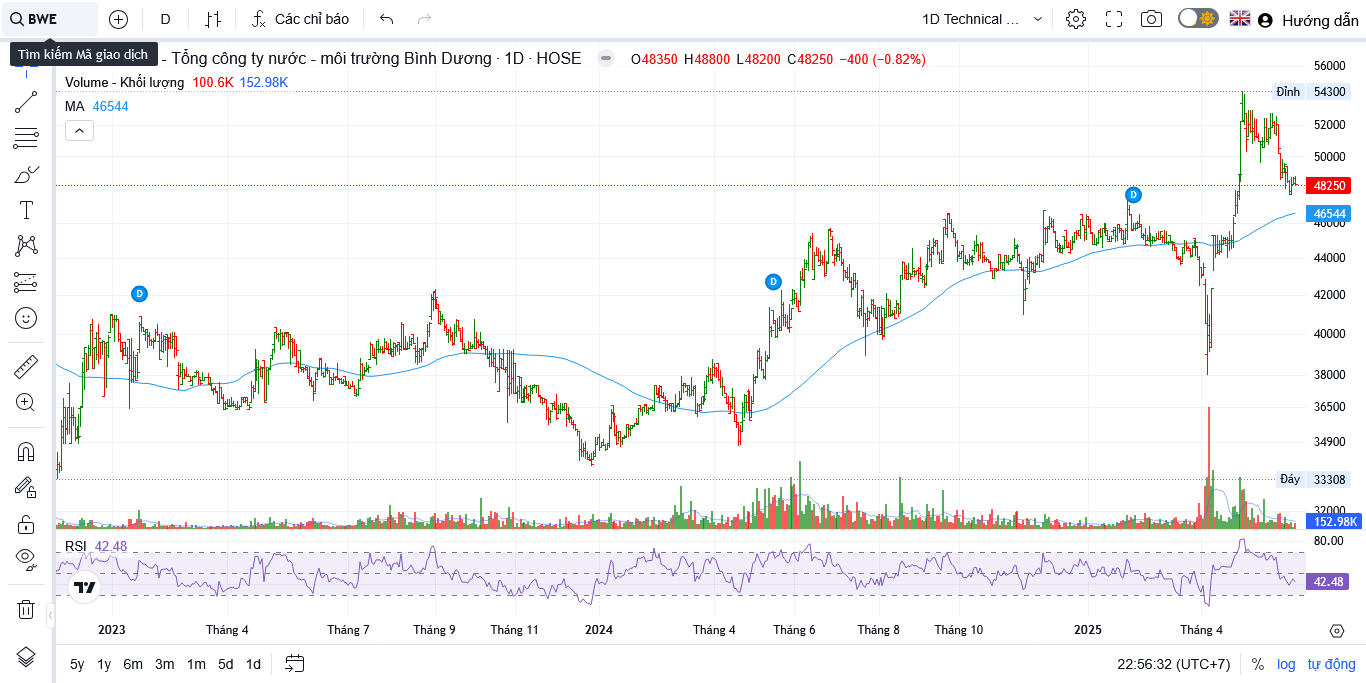 BWE D Các chỉ báo 1D Technical ... Hướng dẫn
Tìm kiếm Mã giao dịch
- Tổng công ty nước - môi trường Bình Dương · 1D · HOSE O48350 H48800 L48200 C48250 −400 (−0.82%)
Volume - Khối lượng 100.6K 152.98K
MA 46544
56000
Đỉnh 54300
52000
50000
48250
46544
46000
44000
42000
40000
38000
36500
34900
Đáy 33308
32000
152.98K
D
D
D
RSI 42.48
80.00
42.48
2023 Tháng 4 Tháng 7 Tháng 9 Tháng 11 2024 Tháng 4 Tháng 6 Tháng 8 Tháng 10 2025 Tháng 4
5y 1y 6m 3m 1m 5d 1d 22:56:32 (UTC+7) % log tự động